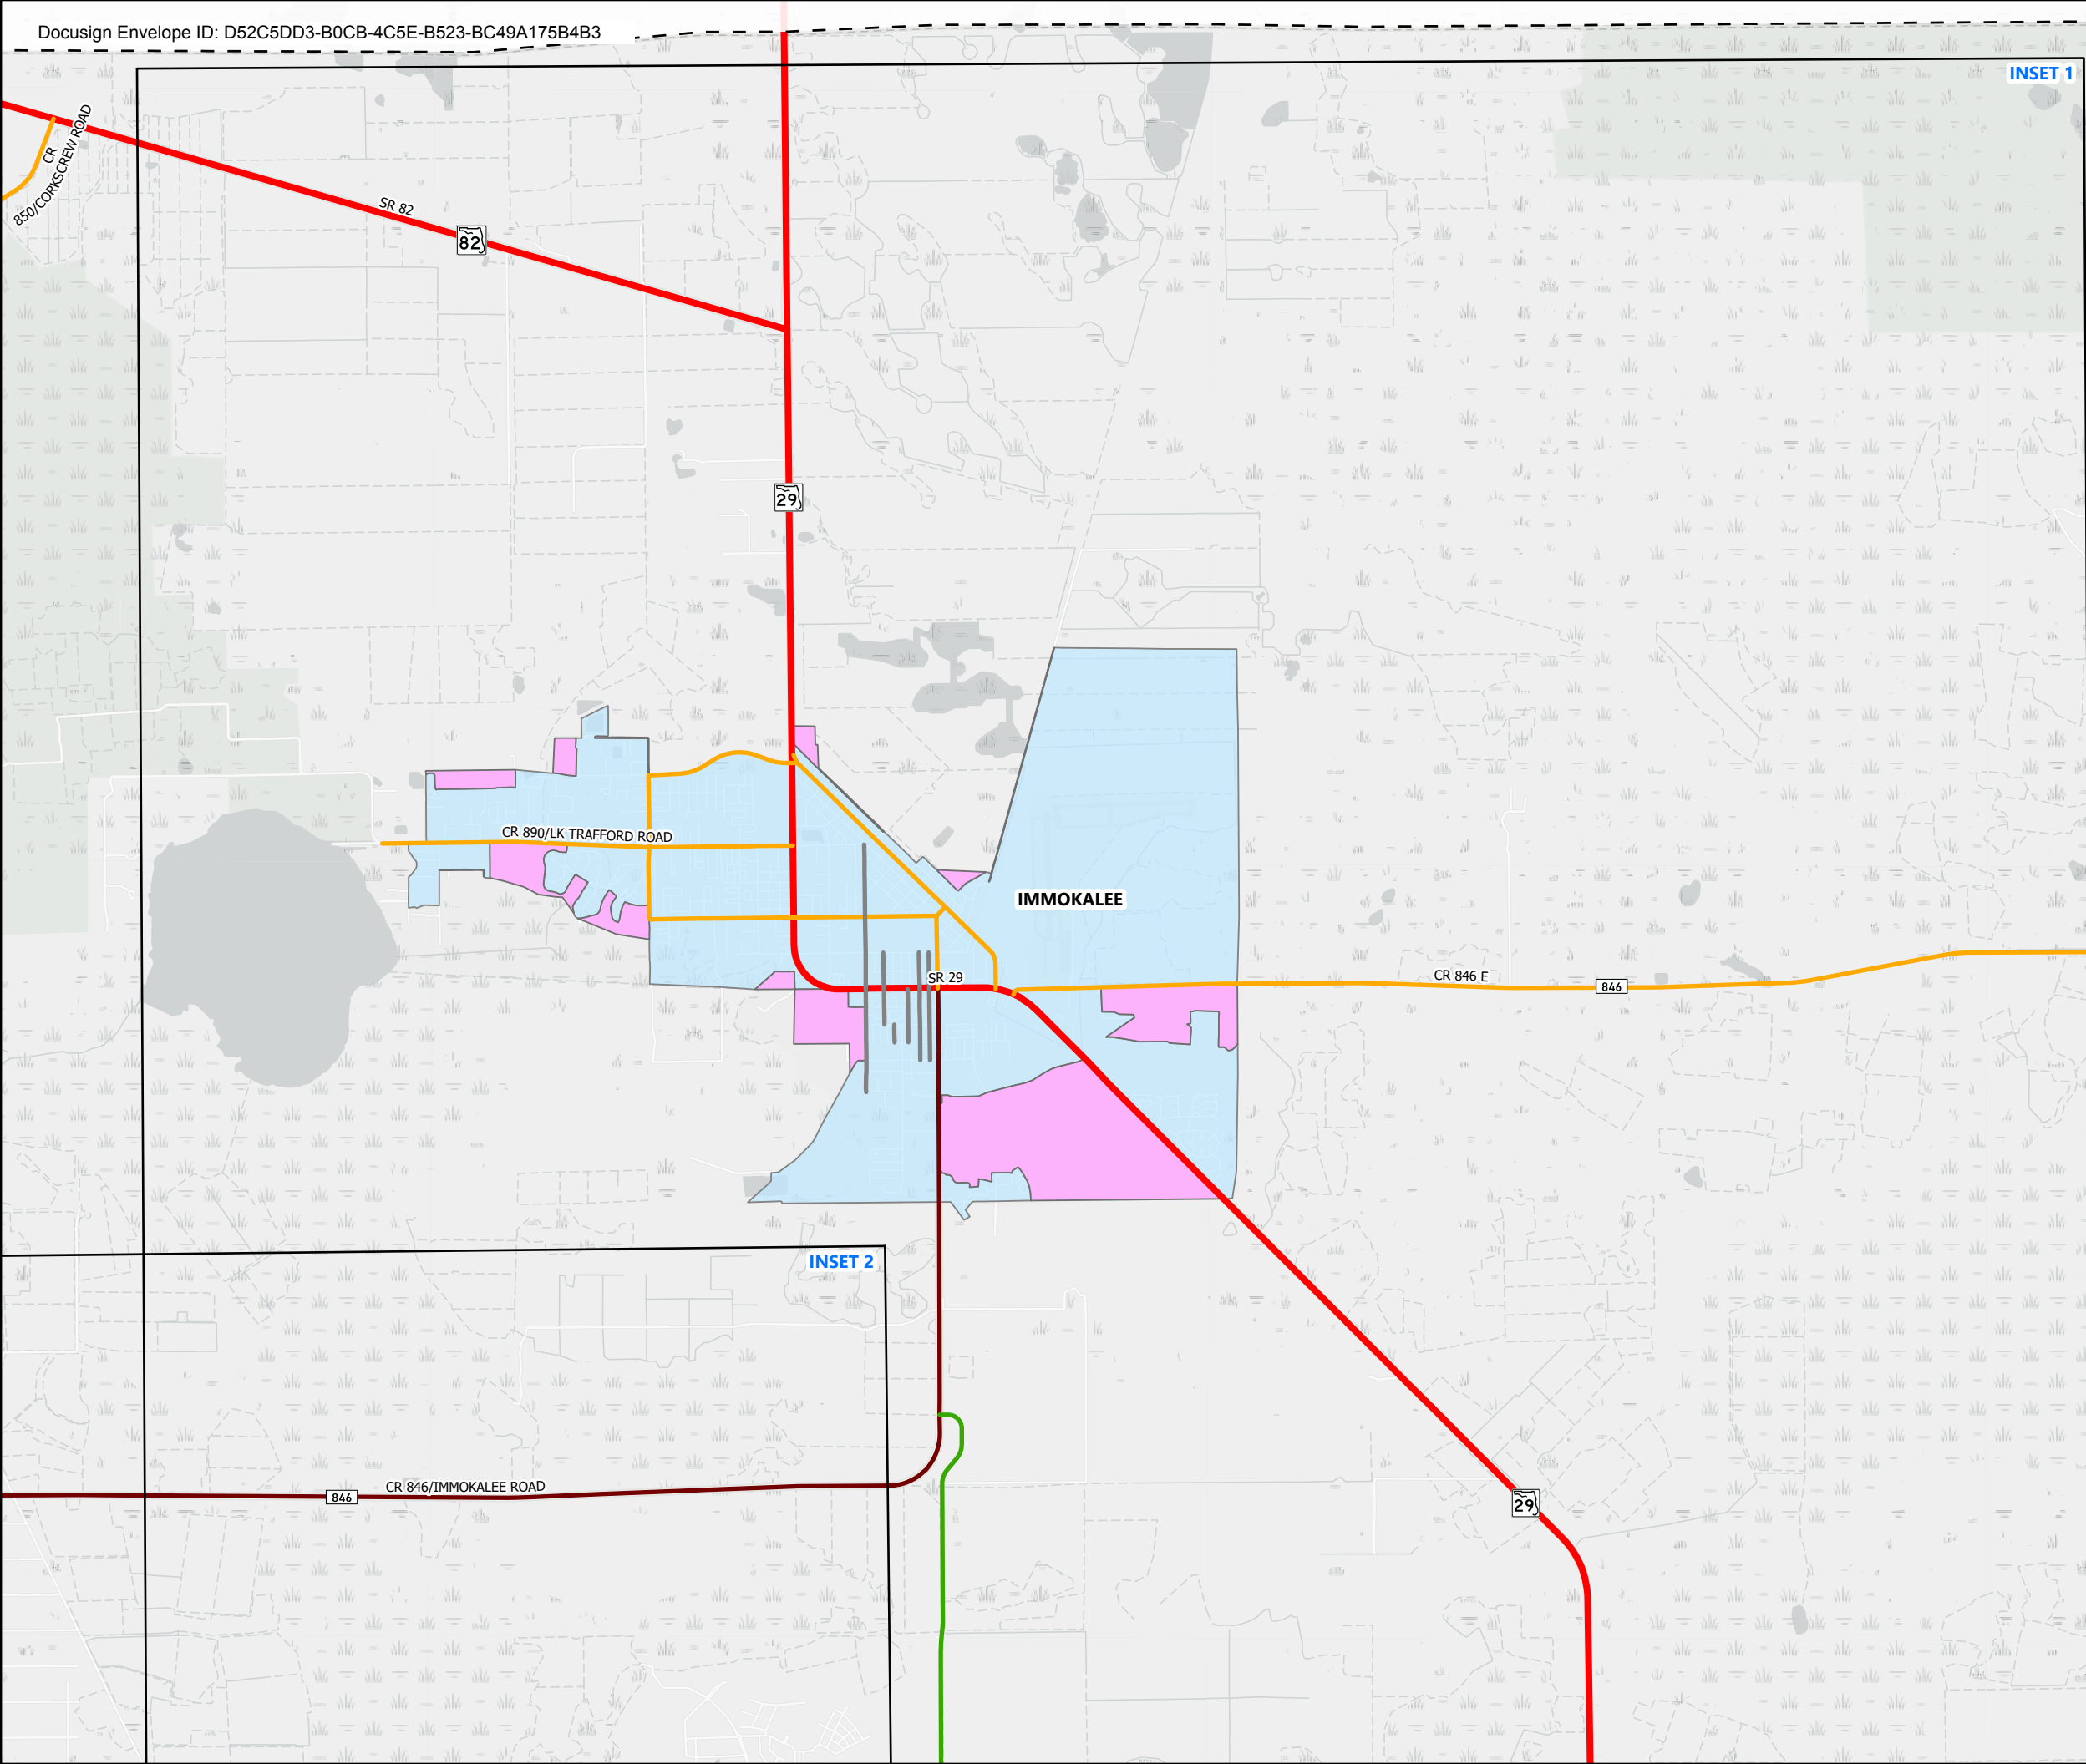 Docusign Envelope ID: D52C5DD3-B0CB-4C5E-B523-BC49A175B4B3
INSET 1
CR
850/CORKSCREW ROAD
SR 82
82
29
CR 890/LK TRAFFORD ROAD
IMMOKALEE
SR 29
CR 846 E
846
INSET 2
CR 846/IMMOKALEE ROAD
846
29